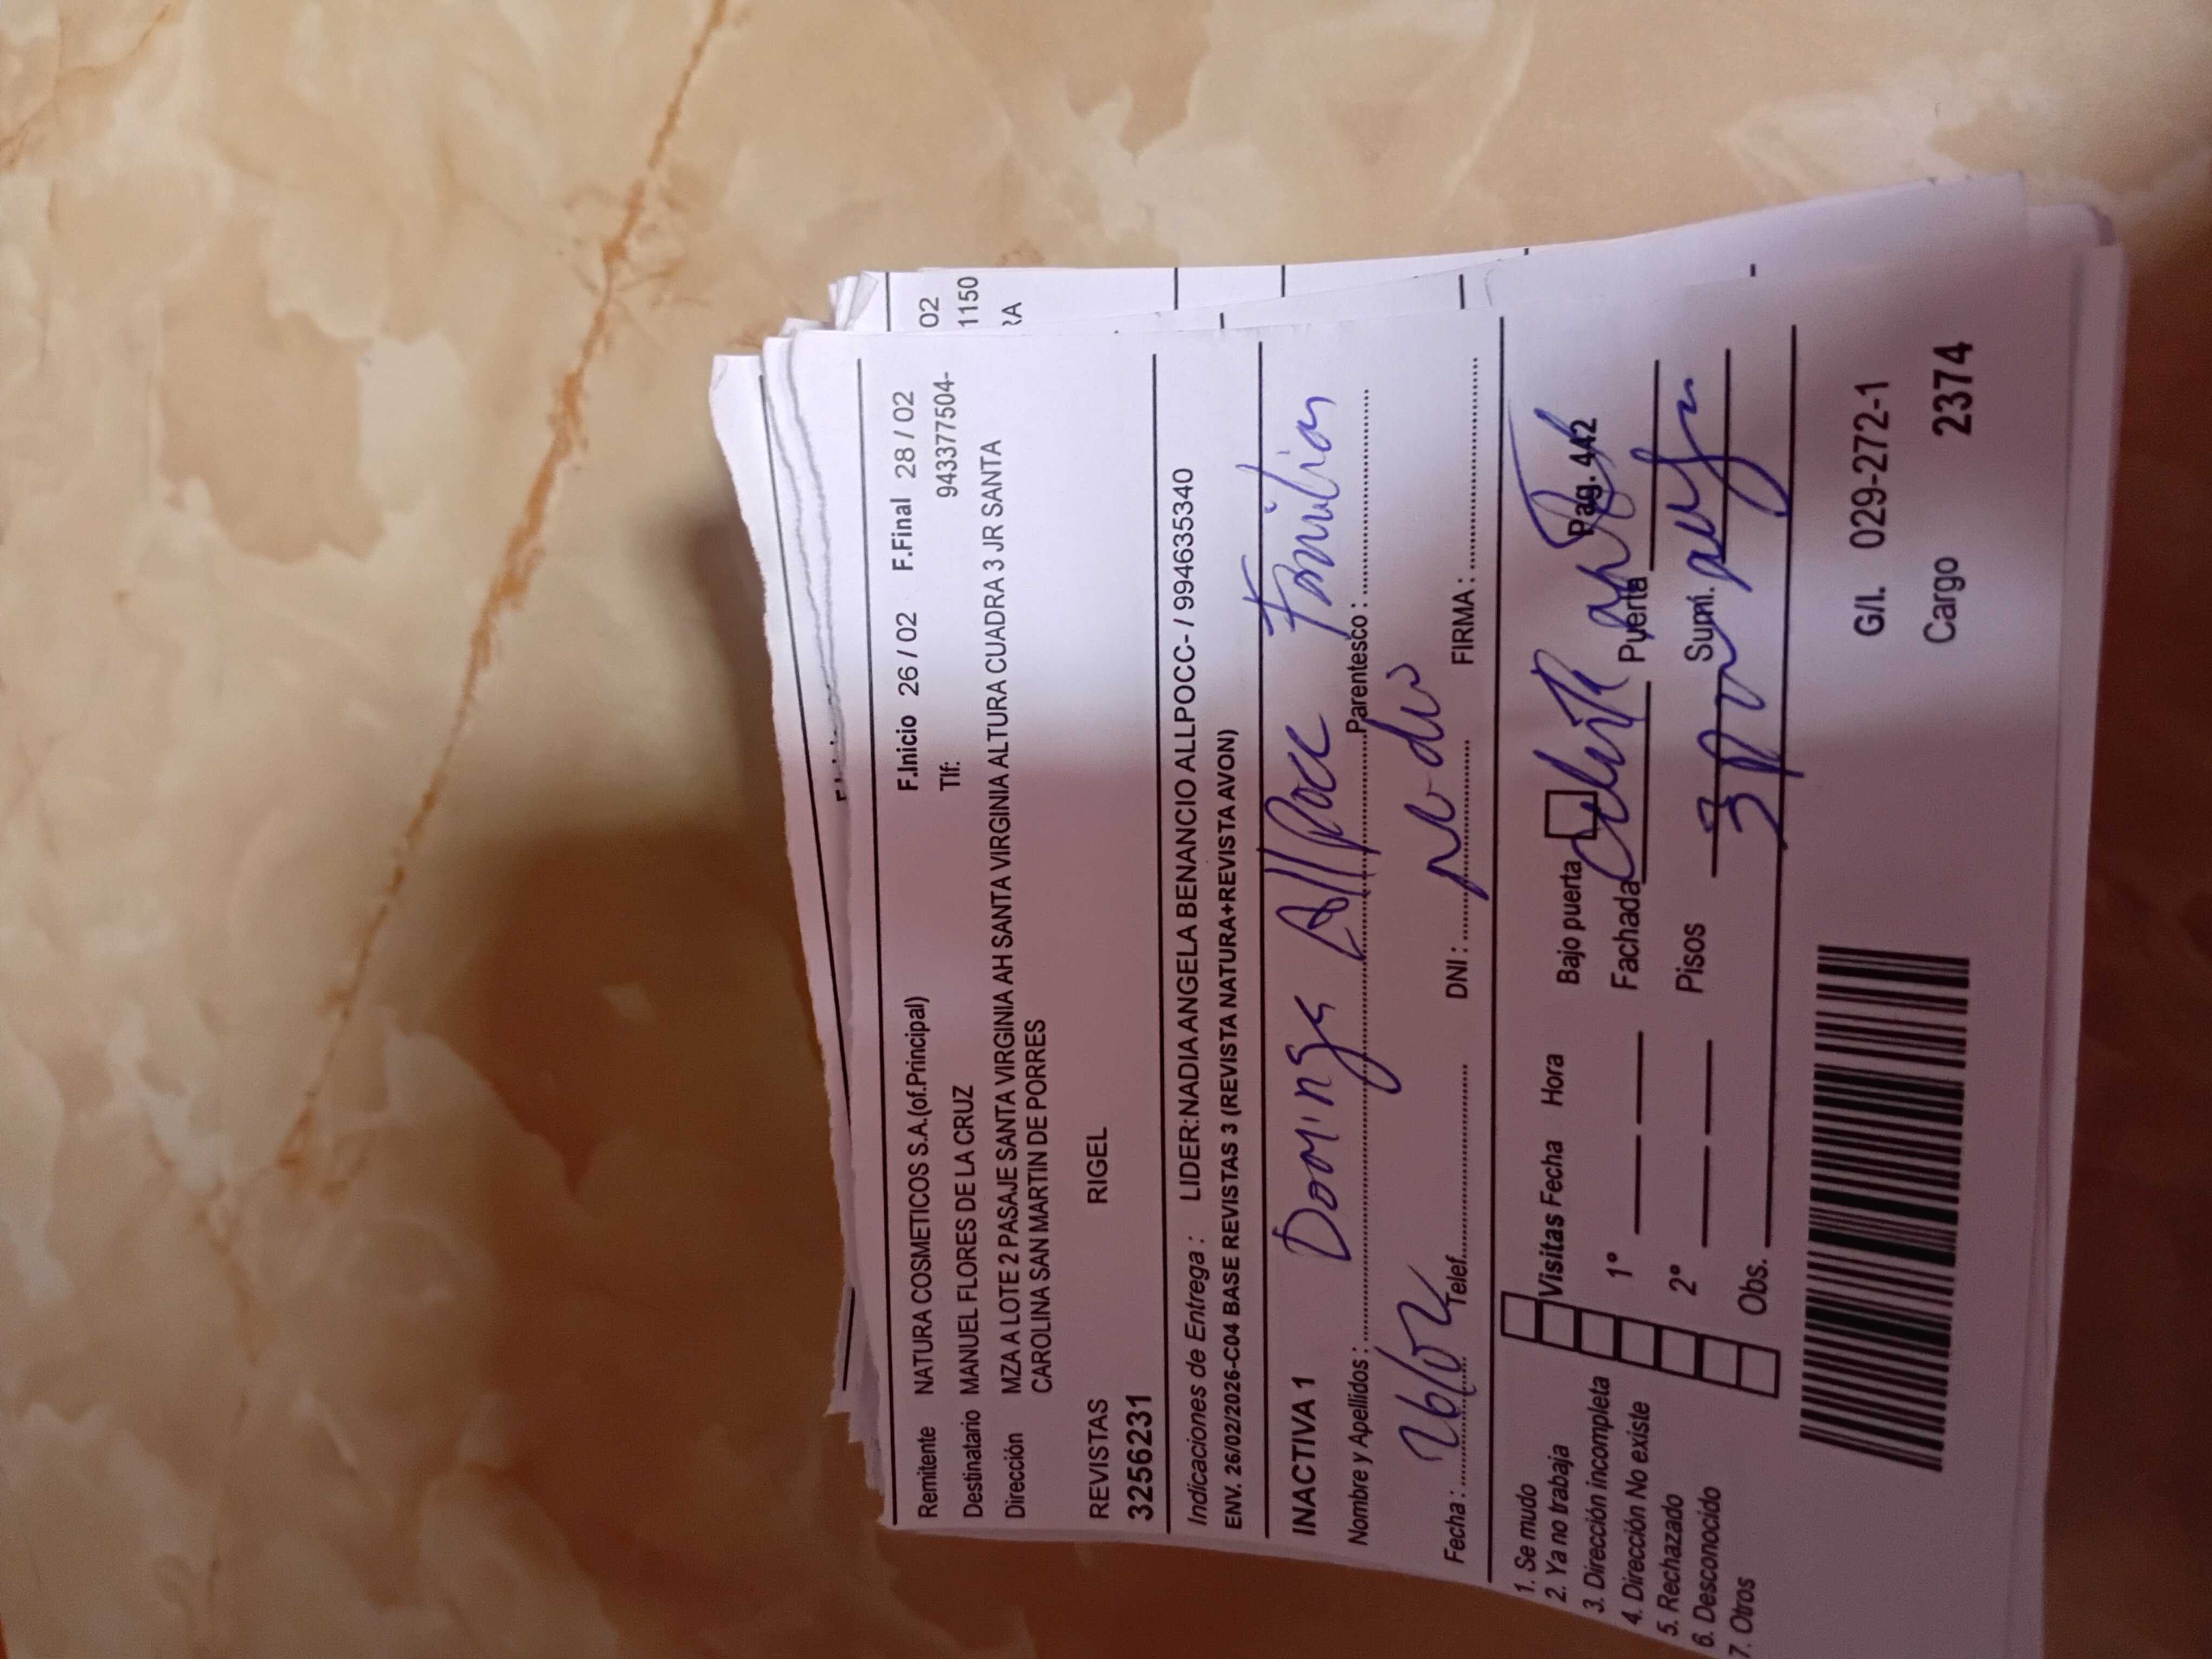 02
1150
RA
F.Inicio 26 / 02 F.Final 28 / 02
Remitente NATURA COSMETICOS S.A.(of.Principal)
Tlf: 943377504-
Destinatario MANUEL FLORES DE LA CRUZ
Dirección MZA A LOTE 2 PASAJE SANTA VIRGINIA AH SANTA VIRGINIA ALTURA CUADRA 3 JR SANTA
CAROLINA SAN MARTIN DE PORRES
REVISTAS RIGEL
3256231
Indicaciones de Entrega : LIDER:NADIA ANGELA BENANCIO ALLPOCC- / 994635340
ENV. 26/02/2026-C04 BASE REVISTAS 3 (REVISTA NATURA+REVISTA AVON)
INACTIVA 1
Nombre y Apellidos : Dominga Allpocc Parentesco : Familiar
Fecha : 26/02 Telef. DNI : No dio FIRMA :
1. Se mudo
2. Ya no trabaja
3. Dirección incompleta
4. Dirección No existe
5. Rechazado
6. Desconocido
7. Otros
Visitas Fecha Hora
1°
2°
Obs.
Bajo puerta Pag. 442
Fachada Puerta
Pisos 3 Sumi.
G/I. 029-272-1
Cargo 2374